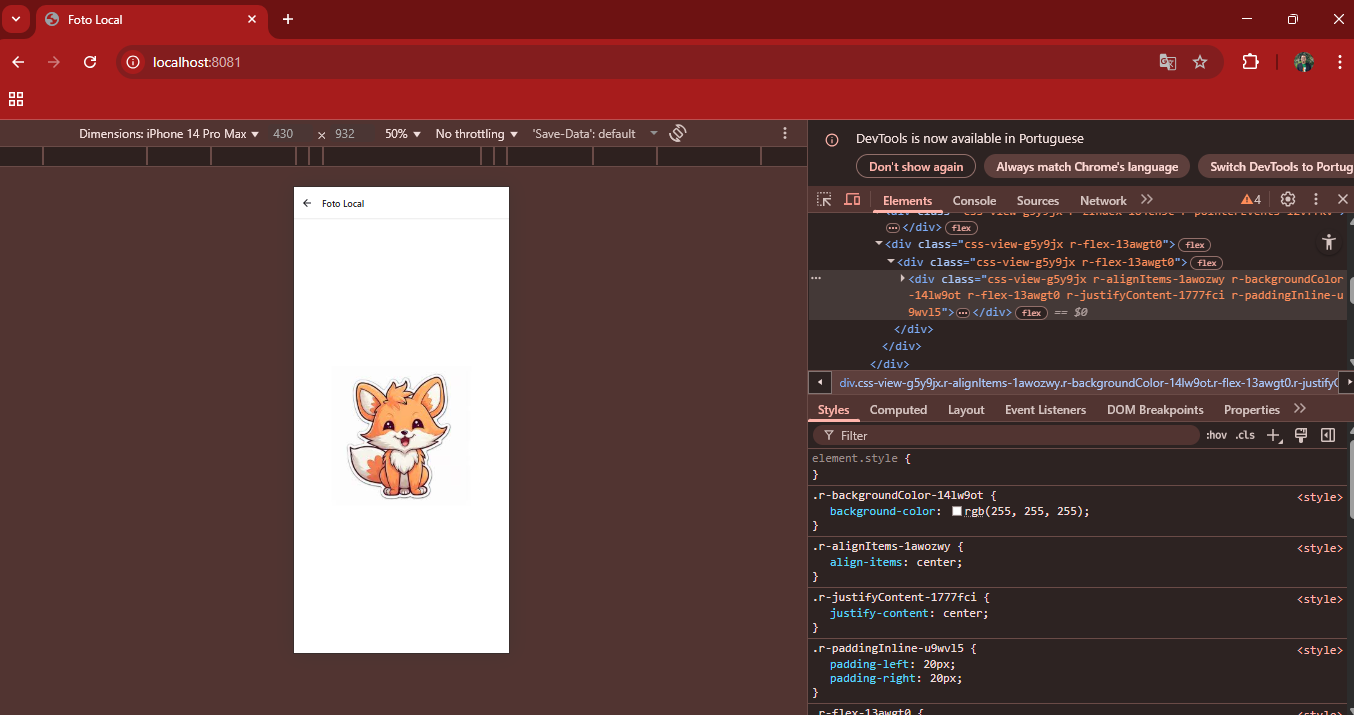 Foto Local
localhost:8081
Dimensions: iPhone 14 Pro Max ▼ 430 × 932 50% ▼ No throttling ▼ 'Save-Data': default
← Foto Local
DevTools is now available in Portuguese
Don't show again Always match Chrome's language Switch DevTools to Portug
Elements Console Sources Network 4
</div> flex
<div class="css-view-g5y9jx r-flex-13awgt0"> flex
<div class="css-view-g5y9jx r-flex-13awgt0"> flex
<div class="css-view-g5y9jx r-alignItems-1awozwy r-backgroundColor
-14lw9ot r-flex-13awgt0 r-justifyContent-1777fci r-paddingInline-u
9wvl5"> </div> flex == $0
</div>
</div>
</div>
div.css-view-g5y9jx.r-alignItems-1awozwy.r-backgroundColor-14lw9ot.r-flex-13awgt0.r-justifyC
Styles Computed Layout Event Listeners DOM Breakpoints Properties
Filter :hov .cls
element.style {
}
.r-backgroundColor-14lw9ot { <style>
background-color: rgb(255, 255, 255);
}
.r-alignItems-1awozwy { <style>
align-items: center;
}
.r-justifyContent-1777fci { <style>
justify-content: center;
}
.r-paddingInline-u9wvl5 { <style>
padding-left: 20px;
padding-right: 20px;
}
.r-flex-13awgt0 { <style>